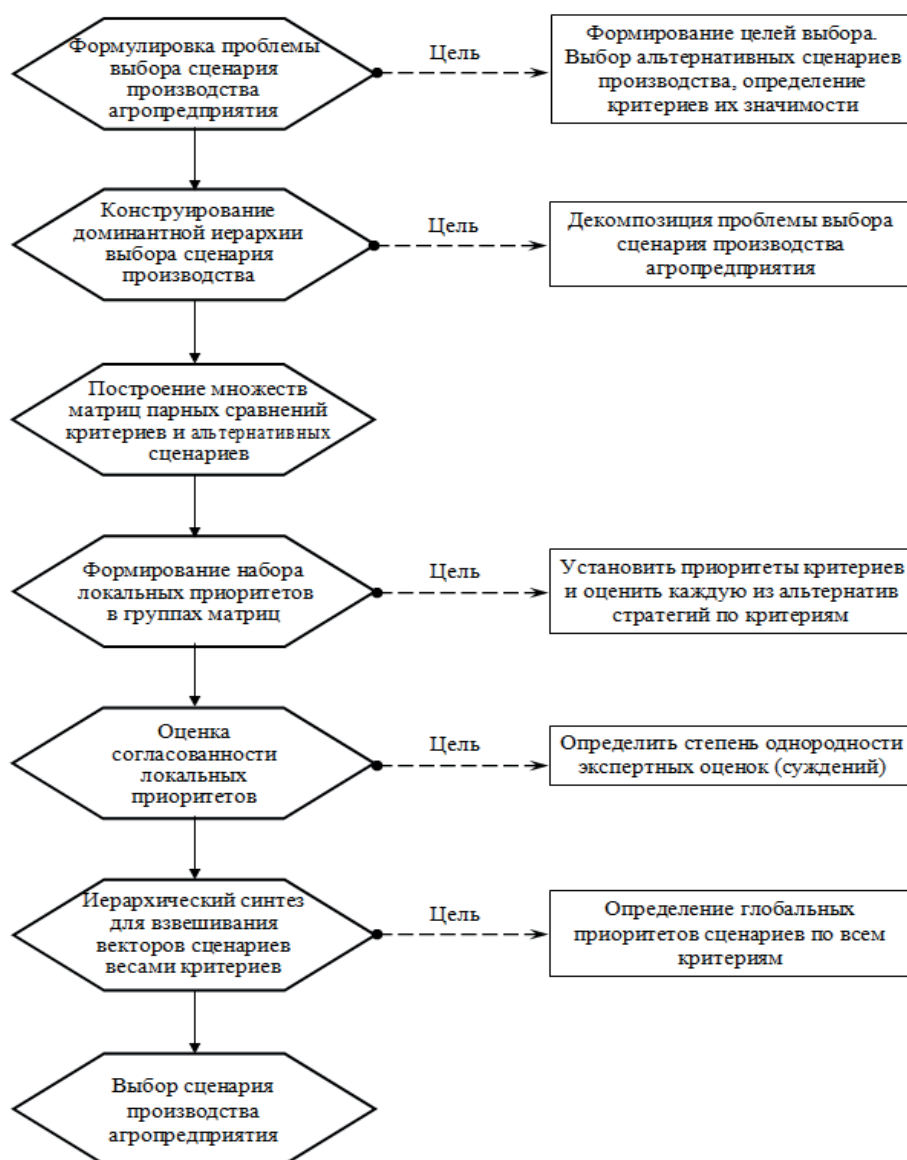 Формулировка проблемы
выбора сценария
производства
агропредприятия
Цель
Формирование целей выбора.
Выбор альтернативных сценариев
производства, определение
критериев их значимости
Конструирование
доминантной иерархии
выбора сценария
производства
Цель
Декомпозиция проблемы выбора
сценария производства
агропредприятия
Построение множеств
матриц парных сравнений
критериев и альтернативных
сценариев
Формирование набора
локальных приоритетов
в группах матриц
Цель
Установить приоритеты критериев
и оценить каждую из альтернатив
стратегий по критериям
Оценка
согласованности
локальных
приоритетов
Цель
Определить степень однородности
экспертных оценок (суждений)
Иерархический синтез
для взвешивания
векторов сценариев
весами критериев
Цель
Определение глобальных
приоритетов сценариев по всем
критериям
Выбор сценария
производства
агропредприятия